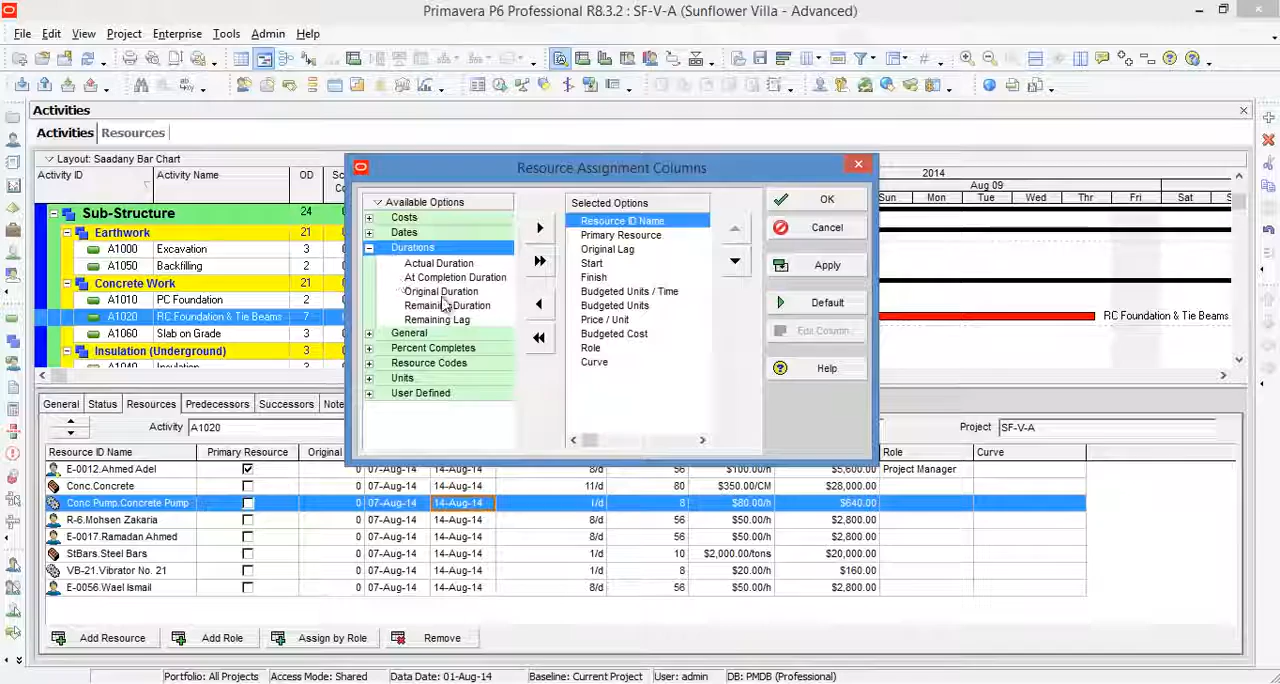 Primavera P6 Professional R8.3.2 : SF-V-A (Sunflower Villa - Advanced)
File Edit View Project Enterprise Tools Admin Help
Activities
Activities Resources
Layout: Saadany Bar Chart
Activity ID Activity Name OD
2014
Aug 09
Sun Mon Tue Wed Thu Fri Sat
Sub-Structure 24
Earthwork 21
A1000 Excavation 3
A1050 Backfilling 2
Concrete Work 21
A1010 PC Foundation 2
A1020 RC Foundation & Tie Beams 7
RC Foundation & Tie Beams
A1060 Slab on Grade 3
Insulation (Underground) 3
Resource Assignment Columns
Available Options
Costs
Dates
Durations
Actual Duration
At Completion Duration
Original Duration
Remaining Duration
Remaining Lag
General
Percent Completes
Resource Codes
Units
User Defined
Selected Options
Resource ID Name
Primary Resource
Original Lag
Start
Finish
Budgeted Units / Time
Budgeted Units
Price / Unit
Budgeted Cost
Role
Curve
OK
Cancel
Apply
Default
Edit Column
Help
General Status Resources Predecessors Successors
Activity A1020 Project SF-V-A
Resource ID Name Primary Resource Original Role Curve
E-0012.Ahmed Adel 0 07-Aug-14 14-Aug-14 8/d 56 $100.00/h $5,600.00 Project Manager
Conc.Concrete 0 07-Aug-14 14-Aug-14 11/d 80 $350.00/CM $28,000.00
Conc Pump.Concrete Pump 0 07-Aug-14 14-Aug-14 1/d 8 $80.00/h $640.00
R-6.Mohsen Zakaria 0 07-Aug-14 14-Aug-14 8/d 56 $50.00/h $2,800.00
E-0017.Ramadan Ahmed 0 07-Aug-14 14-Aug-14 8/d 56 $50.00/h $2,800.00
StBars.Steel Bars 0 07-Aug-14 14-Aug-14 1/d 10 $2,000.00/tons $20,000.00
VB-21.Vibrator No. 21 0 07-Aug-14 14-Aug-14 1/d 8 $20.00/h $160.00
E-0056.Wael Ismail 0 07-Aug-14 14-Aug-14 8/d 56 $50.00/h $2,800.00
Add Resource Add Role Assign by Role Remove
Portfolio: All Projects Access Mode: Shared Data Date: 01-Aug-14 Baseline: Current Project User: admin DB: PMDB (Professional)